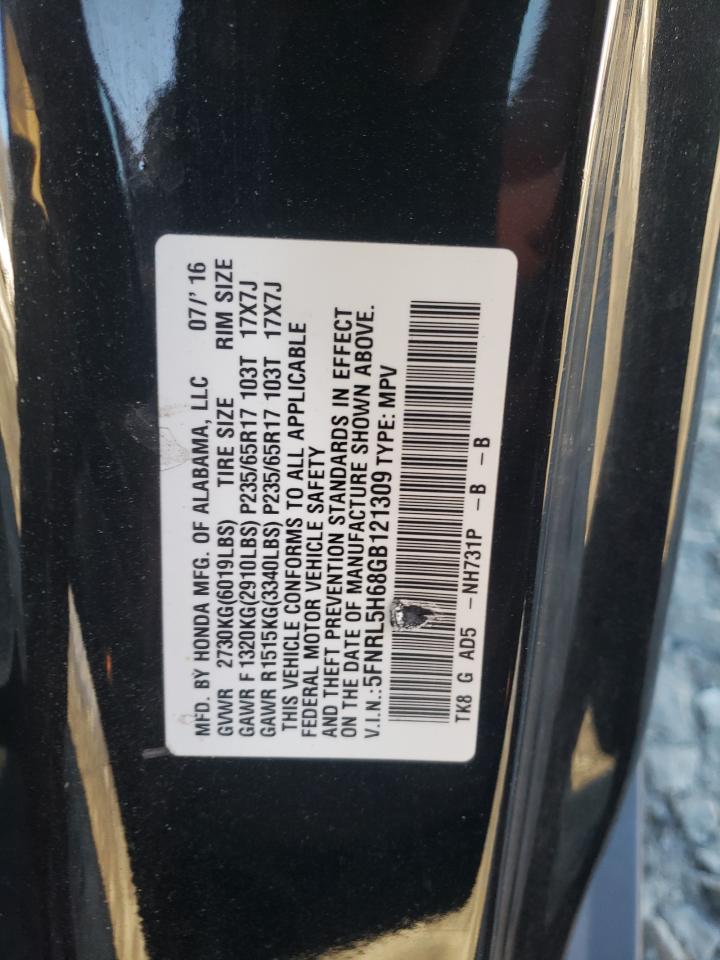 MFD. BY HONDA MFG. OF ALABAMA, LLC 07/' 16
GVWR 2730KG(6019LBS) TIRE SIZE RIM SIZE
GAWR F 1320KG(2910LBS) P235/65R17 103T 17X7J
GAWR R 1515KG(3340LBS) P235/65R17 103T 17X7J
THIS VEHICLE CONFORMS TO ALL APPLICABLE
FEDERAL MOTOR VEHICLE SAFETY
AND THEFT PREVENTION STANDARDS IN EFFECT
ON THE DATE OF MANUFACTURE SHOWN ABOVE.
V.I.N.:5FNRL5H68GB121309 TYPE: MPV
TK8 G AD5 -NH731P -B -B